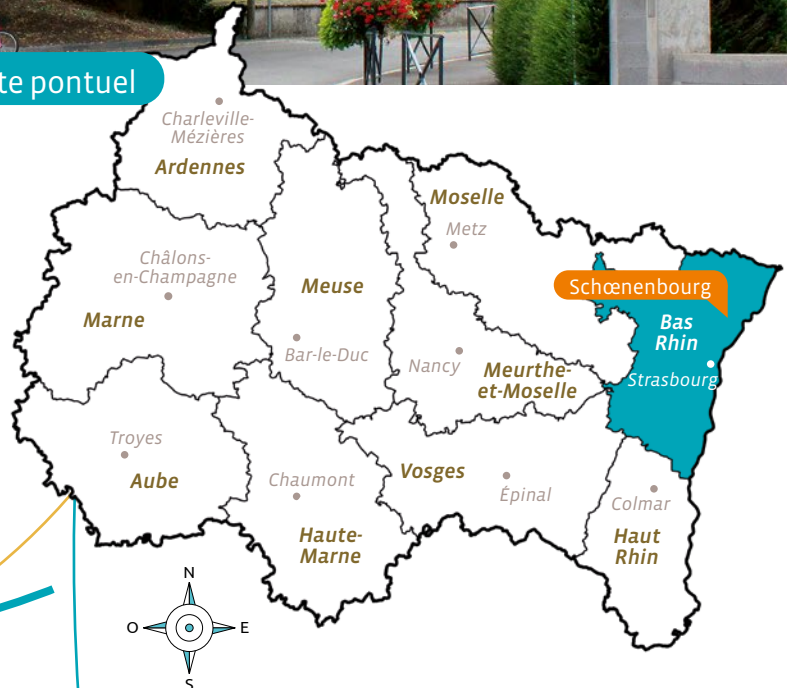 te pontuel
Charleville-
Mézières
Ardennes
Moselle
Metz
Châlons-
en-Champagne
Meuse
Schœnenbourg
Marne
Bas
Rhin
Bar-le-Duc
Nancy
Meurthe-
et-Moselle
Strasbourg
Troyes
Aube
Chaumont
Vosges
Épinal
Colmar
Haute-
Marne
Haut
Rhin
N
O
E
S